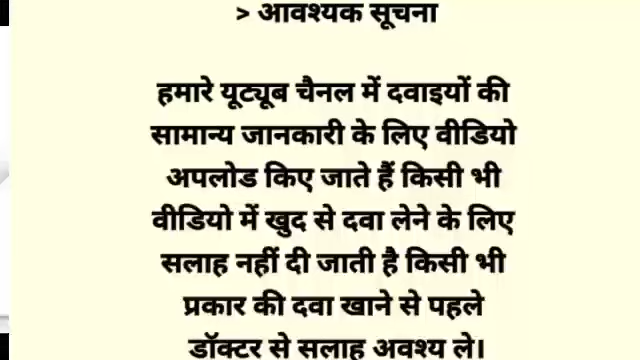 > आवश्यक सूचना
हमारे यूट्यूब चैनल में दवाइयों की
सामान्य जानकारी के लिए वीडियो
अपलोड किए जाते हैं किसी भी
वीडियो में खुद से दवा लेने के लिए
सलाह नहीं दी जाती है किसी भी
प्रकार की दवा खाने से पहले
डॉक्टर से सलाह अवश्य ले।